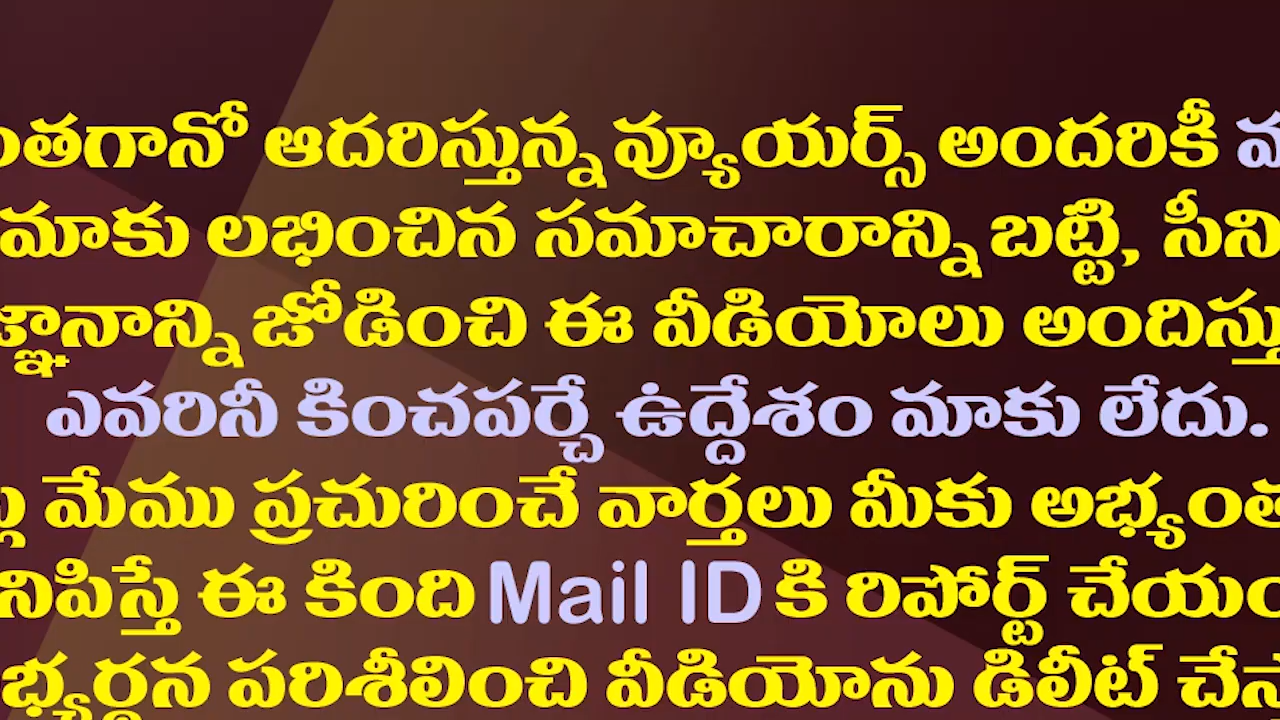 ంతగానో ఆదరిస్తున్న వ్యూయర్స్ అందరికీ
మాకు లభించిన సమాచారాన్ని బట్టి, సీని
జ్ఞానాన్ని జోడించి ఈ వీడియోలు అందిస్తు
ఎవరినీ కించపర్చే ఉద్దేశం మాకు లేదు.
మేము ప్రచురించే వార్తలు మీకు అభ్యంత
నిపిస్తే ఈ కింది Mail ID కి రిపోర్ట్ చేయం
భ్యర్థన పరిశీలించి వీడియోను డిలీట్ చేస